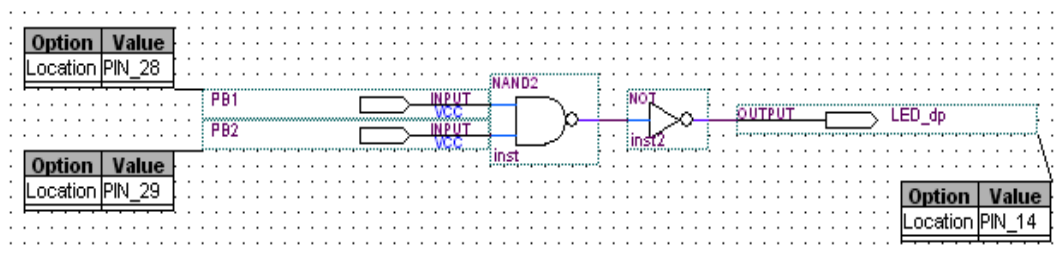 Option Value
Location PIN_28
NAND2
PB1 INPUT
VCC
NOT
OUTPUT LED_dp
PB2 INPUT
VCC
inst
inst2
Option Value
Location PIN_29
Option Value
Location PIN_14